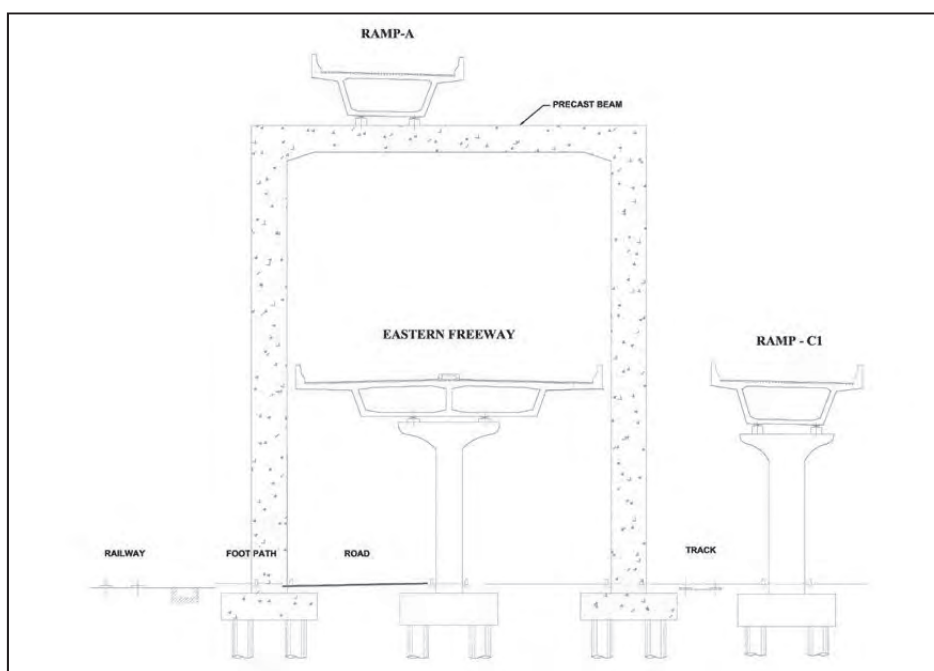 RAMP-A
PRECAST BEAM
EASTERN FREEWAY
RAMP - C1
RAILWAY
FOOT PATH
ROAD
TRACK